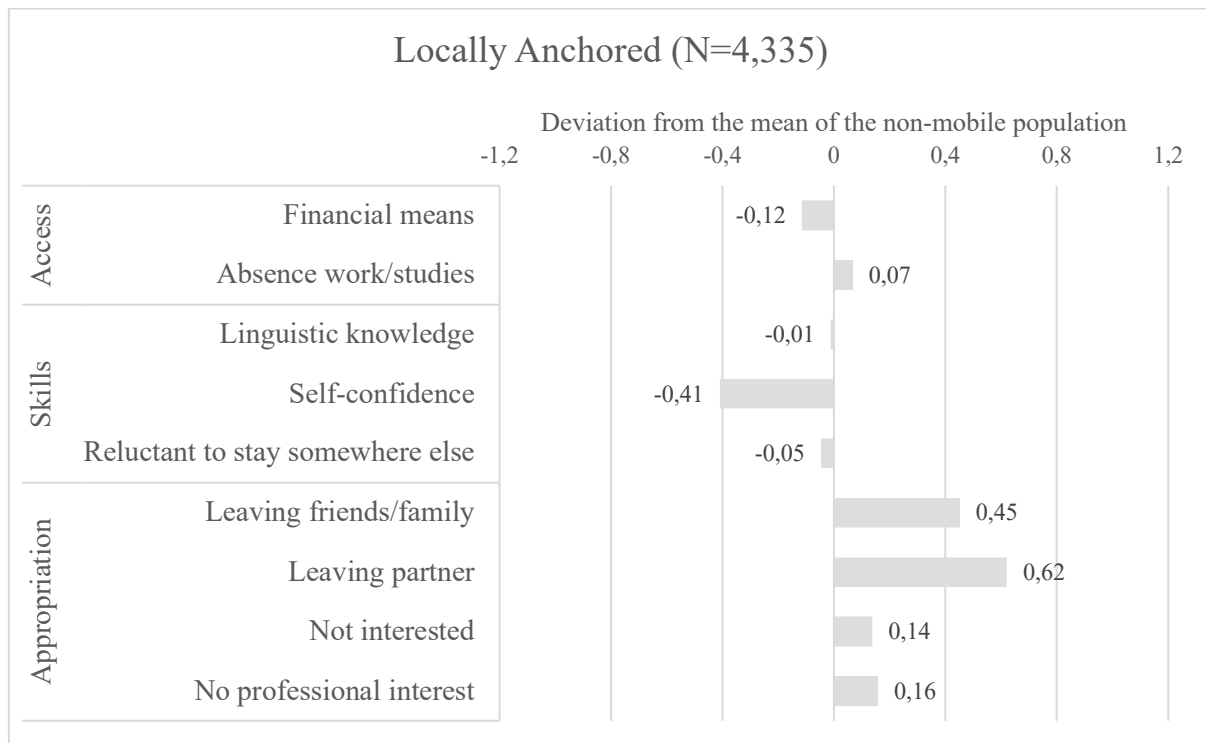 Locally Anchored (N=4,335)
Deviation from the mean of the non-mobile population
-1,2 -0,8 -0,4 0 0,4 0,8 1,2
Access
Financial means -0,12
Absence work/studies 0,07
Skills
Linguistic knowledge -0,01
Self-confidence -0,41
Reluctant to stay somewhere else -0,05
Appropriation
Leaving friends/family 0,45
Leaving partner 0,62
Not interested 0,14
No professional interest 0,16